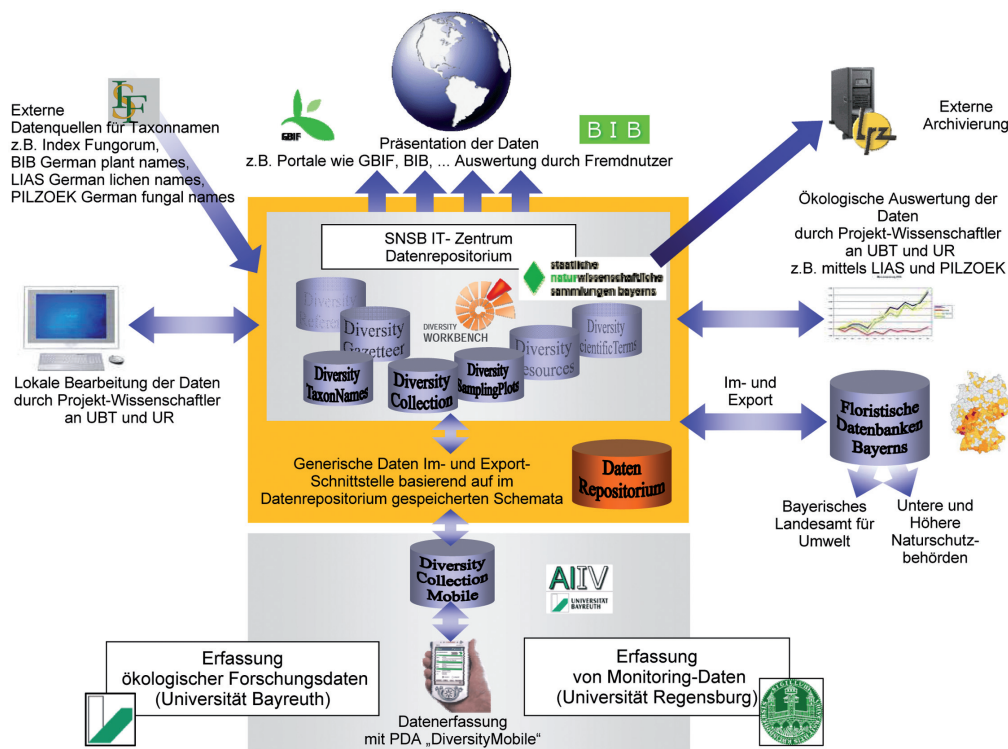 Externe
Datenquellen für Taxonnamen
z.B. Index Fungorum,
BIB German plant names,
LIAS German lichen names,
PILZOEK German fungal names
ISF
GBIF
BIB
Präsentation der Daten
z.B. Portale wie GBIF, BIB, ... Auswertung durch Fremdnutzer
lrz
Externe
Archivierung
SNSB IT- Zentrum
Datenrepositorium
staatliche
naturwissenschaftliche
sammlungen bayerns
Ökologische Auswertung der
Daten
durch Projekt-Wissenschaftler
an UBT und UR
z.B. mittels LIAS und PILZOEK
Diversity
Diversity
Gazetteer
DIVERSITY
WORKBENCH
Diversity
Resources
Diversity
ScientificTerms
Diversity
TaxonNames
Diversity
Collection
Diversity
SamplingPlots
Lokale Bearbeitung der Daten
durch Projekt-Wissenschaftler
an UBT und UR
Im- und
Export
Floristische
Datenbanken
Bayerns
Generische Daten Im- und Export-
Schnittstelle basierend auf im
Datenrepositorium gespeicherten Schemata
Daten
Repositorium
Bayerisches
Landesamt für
Umwelt
Untere und
Höhere
Naturschutz-
behörden
Diversity
Collection
Mobile
AIIV
UNIVERSITÄT
BAYREUTH
Erfassung
ökologischer Forschungsdaten
(Universität Bayreuth)
Erfassung
von Monitoring-Daten
(Universität Regensburg)
Datenerfassung
mit PDA „DiversityMobile“